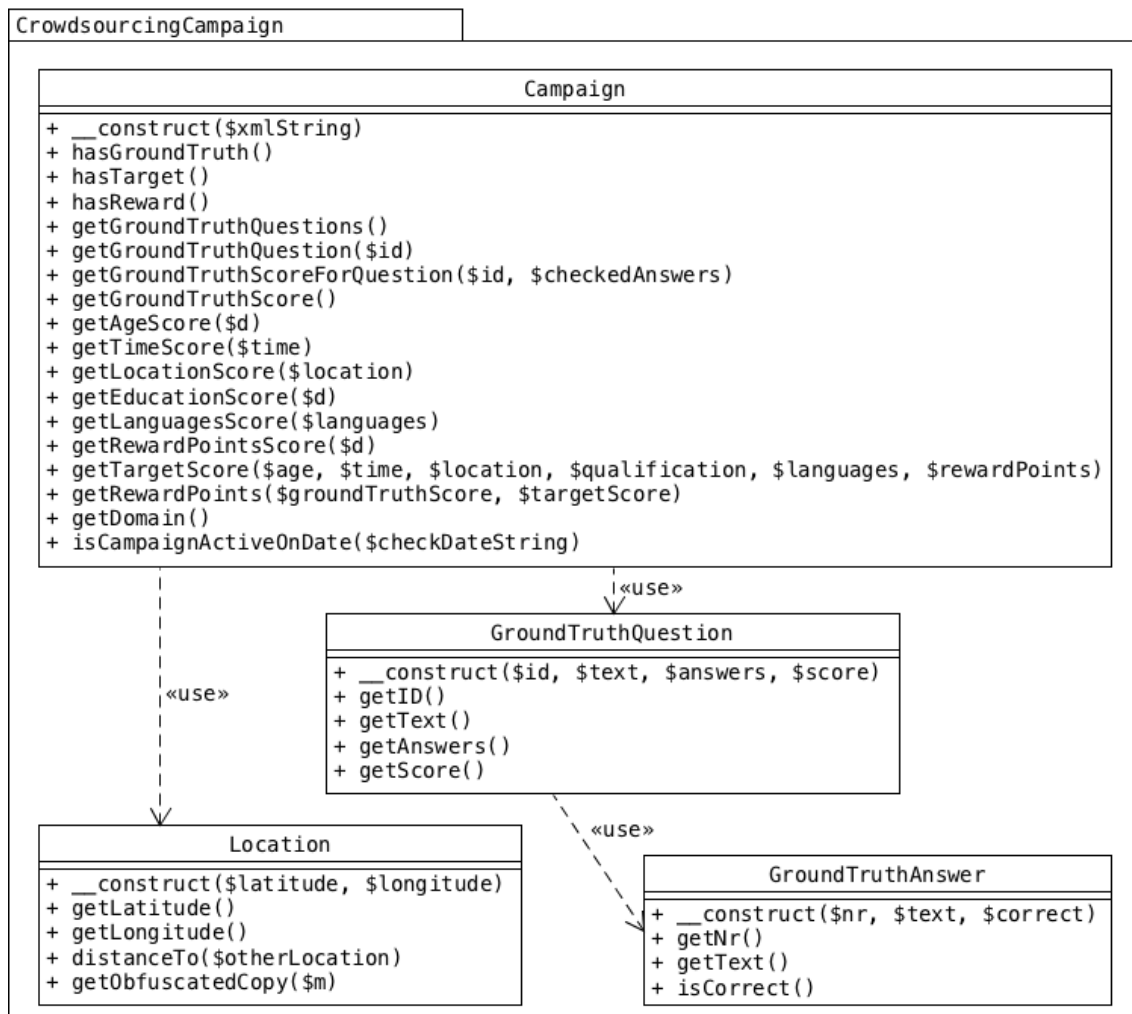 CrowdsourcingCampaign
Campaign
+ __construct($xmlString)
+ hasGroundTruth()
+ hasTarget()
+ hasReward()
+ getGroundTruthQuestions()
+ getGroundTruthQuestion($id)
+ getGroundTruthScoreForQuestion($id, $checkedAnswers)
+ getGroundTruthScore()
+ getAgeScore($d)
+ getTimeScore($time)
+ getLocationScore($location)
+ getEducationScore($d)
+ getLanguagesScore($languages)
+ getRewardPointsScore($d)
+ getTargetScore($age, $time, $location, $qualification, $languages, $rewardPoints)
+ getRewardPoints($groundTruthScore, $targetScore)
+ getDomain()
+ isCampaignActiveOnDate($checkDateString)
«use»
GroundTruthQuestion
+ __construct($id, $text, $answers, $score)
+ getID()
+ getText()
+ getAnswers()
+ getScore()
«use»
«use»
Location
+ __construct($latitude, $longitude)
+ getLatitude()
+ getLongitude()
+ distanceTo($otherLocation)
+ getObfuscatedCopy($m)
GroundTruthAnswer
+ __construct($nr, $text, $correct)
+ getNr()
+ getText()
+ isCorrect()